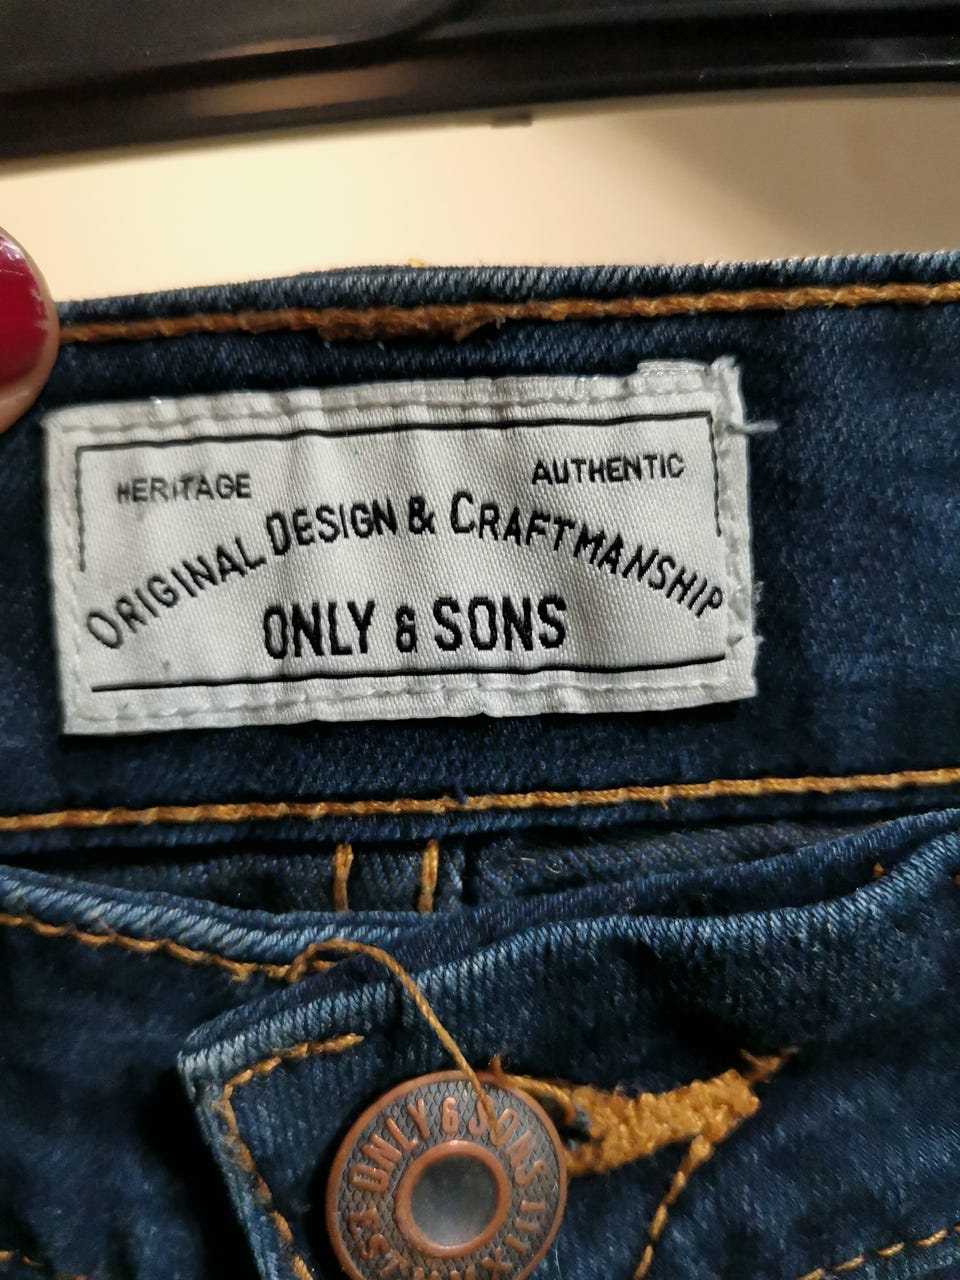 HERITAGE AUTHENTIC
ORIGINAL DESIGN & CRAFTMANSHIP
ONLY & SONS
ONLY & SONS